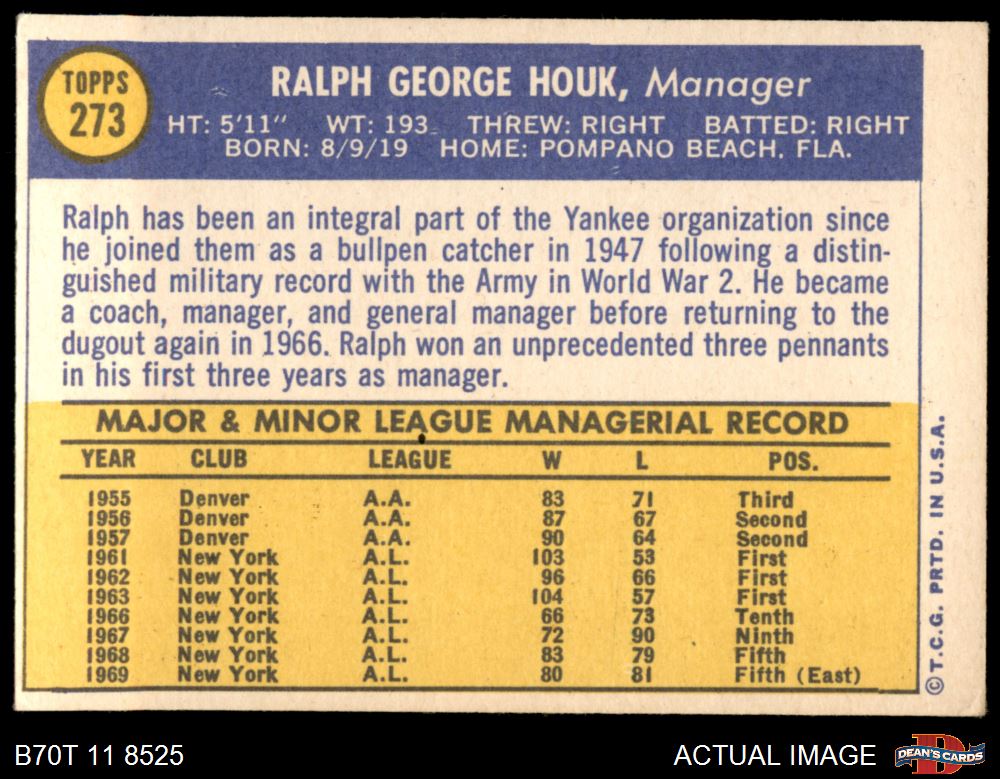 TOPPS
273
RALPH GEORGE HOUK, Manager
HT: 5'11" WT: 193 THREW: RIGHT BATTED: RIGHT
BORN: 8/9/19 HOME: POMPANO BEACH, FLA.
Ralph has been an integral part of the Yankee organization since
he joined them as a bullpen catcher in 1947 following a distin-
guished military record with the Army in World War 2. He became
a coach, manager, and general manager before returning to the
dugout again in 1966. Ralph won an unprecedented three pennants
in his first three years as manager.
MAJOR & MINOR LEAGUE MANAGERIAL RECORD
YEAR CLUB LEAGUE W L POS.
1955 Denver A.A. 83 71 Third
1956 Denver A.A. 87 67 Second
1957 Denver A.A. 90 64 Second
1961 New York A.L. 103 53 First
1962 New York A.L. 96 66 First
1963 New York A.L. 104 57 First
1966 New York A.L. 66 73 Tenth
1967 New York A.L. 72 90 Ninth
1968 New York A.L. 83 79 Fifth
1969 New York A.L. 80 81 Fifth (East)
©T.C.G. PRTD. IN U.S.A.
B70T 11 8525
ACTUAL IMAGE
DEAN'S CARDS